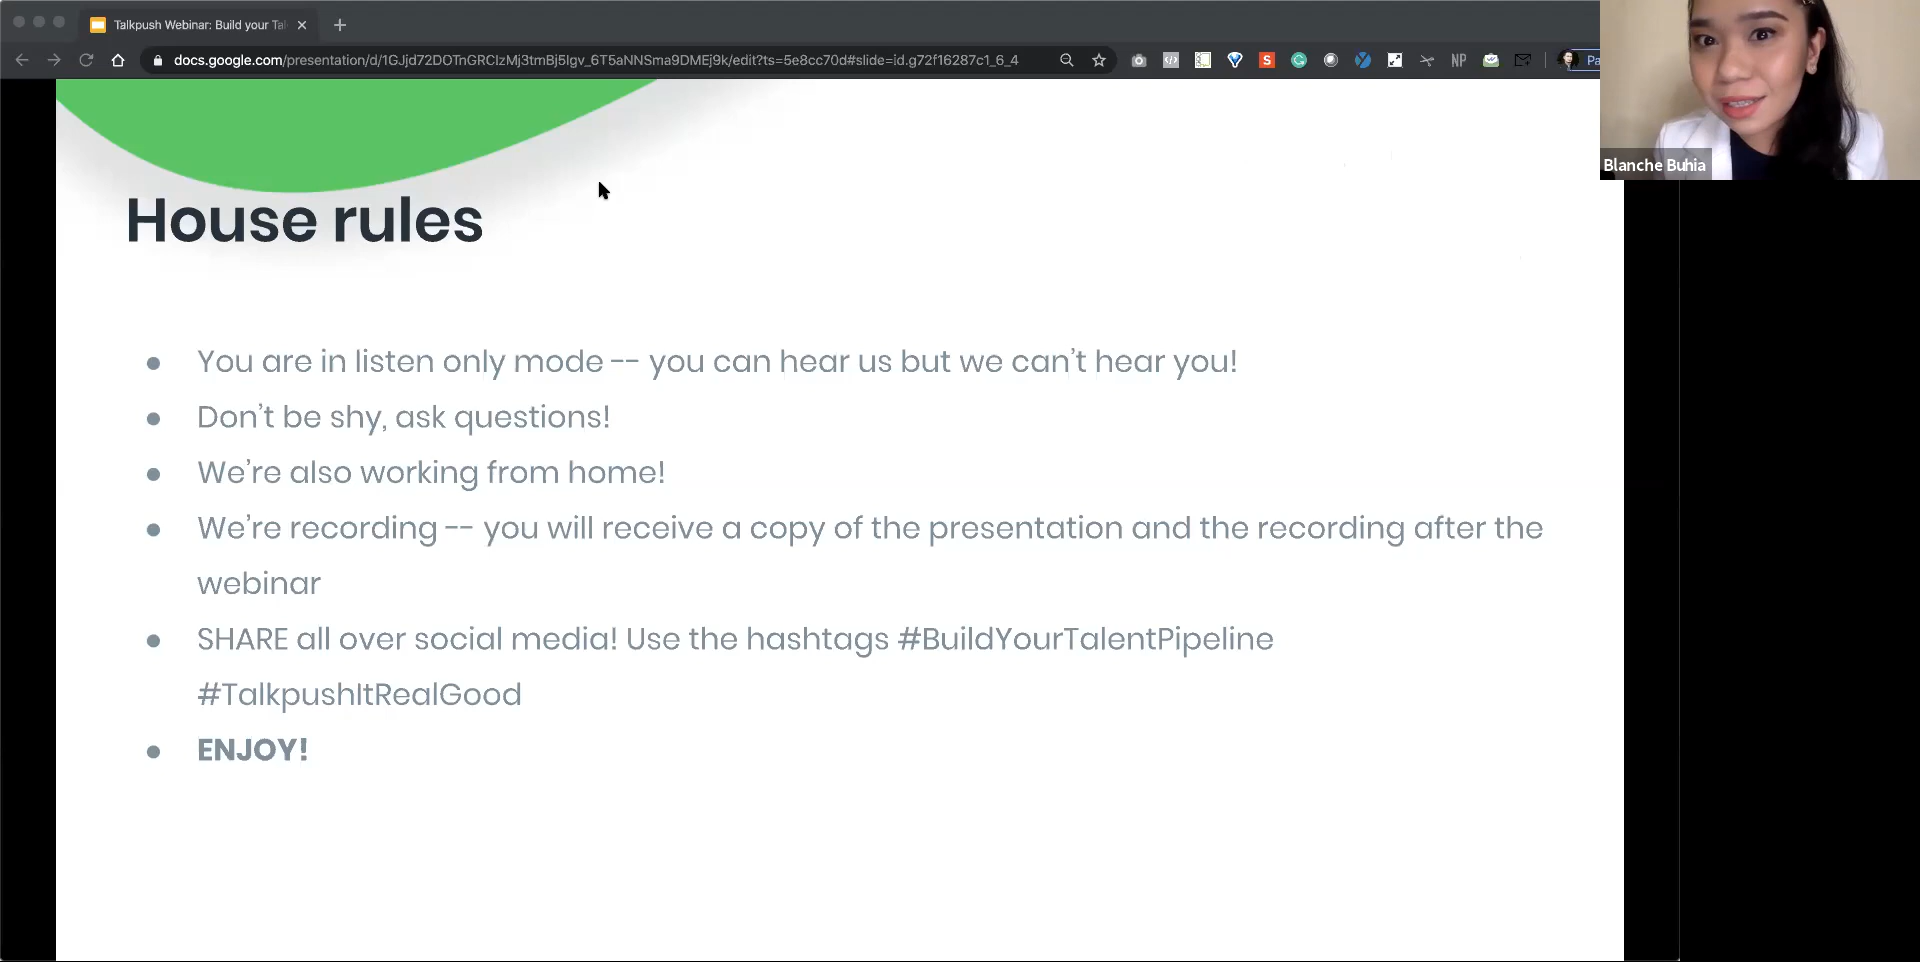 Talkpush Webinar: Build your Tal
docs.google.com/presentation/d/1GJjd72DOTnGRCIzMj3tmBj5Igv_6T5aNNSma9DMEj9k/edit?ts=5e8cc70d#slide=id.g72f16287c1_6_4
S
NP
Pa
Blanche Buhia
House rules
● You are in listen only mode -- you can hear us but we can't hear you!
● Don't be shy, ask questions!
● We're also working from home!
● We're recording -- you will receive a copy of the presentation and the recording after the
webinar
● SHARE all over social media! Use the hashtags #BuildYourTalentPipeline
#TalkpushItRealGood
● ENJOY!